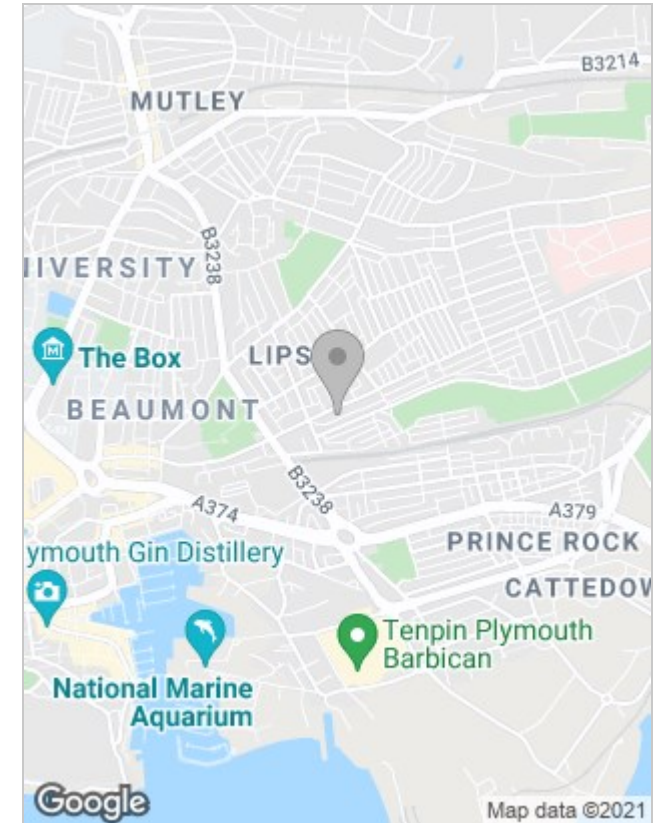 B3214
MUTLEY
B3238
NIVERSITY
The Box
LIPS
BEAUMONT
B3238
A374
A379
ymouth Gin Distillery
PRINCE ROCK
CATTEDOW
Tenpin Plymouth
Barbican
National Marine
Aquarium
Google
Map data ©2021